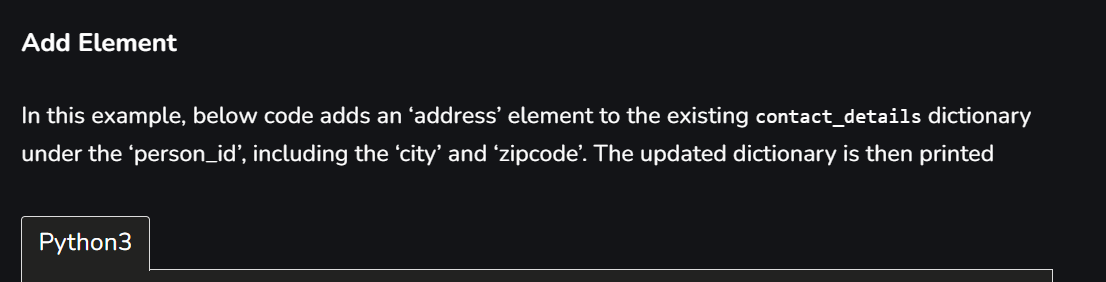 Add Element
In this example, below code adds an ‘address’ element to the existing contact_details dictionary
under the ‘person_id’, including the ‘city’ and ‘zipcode’. The updated dictionary is then printed
Python3